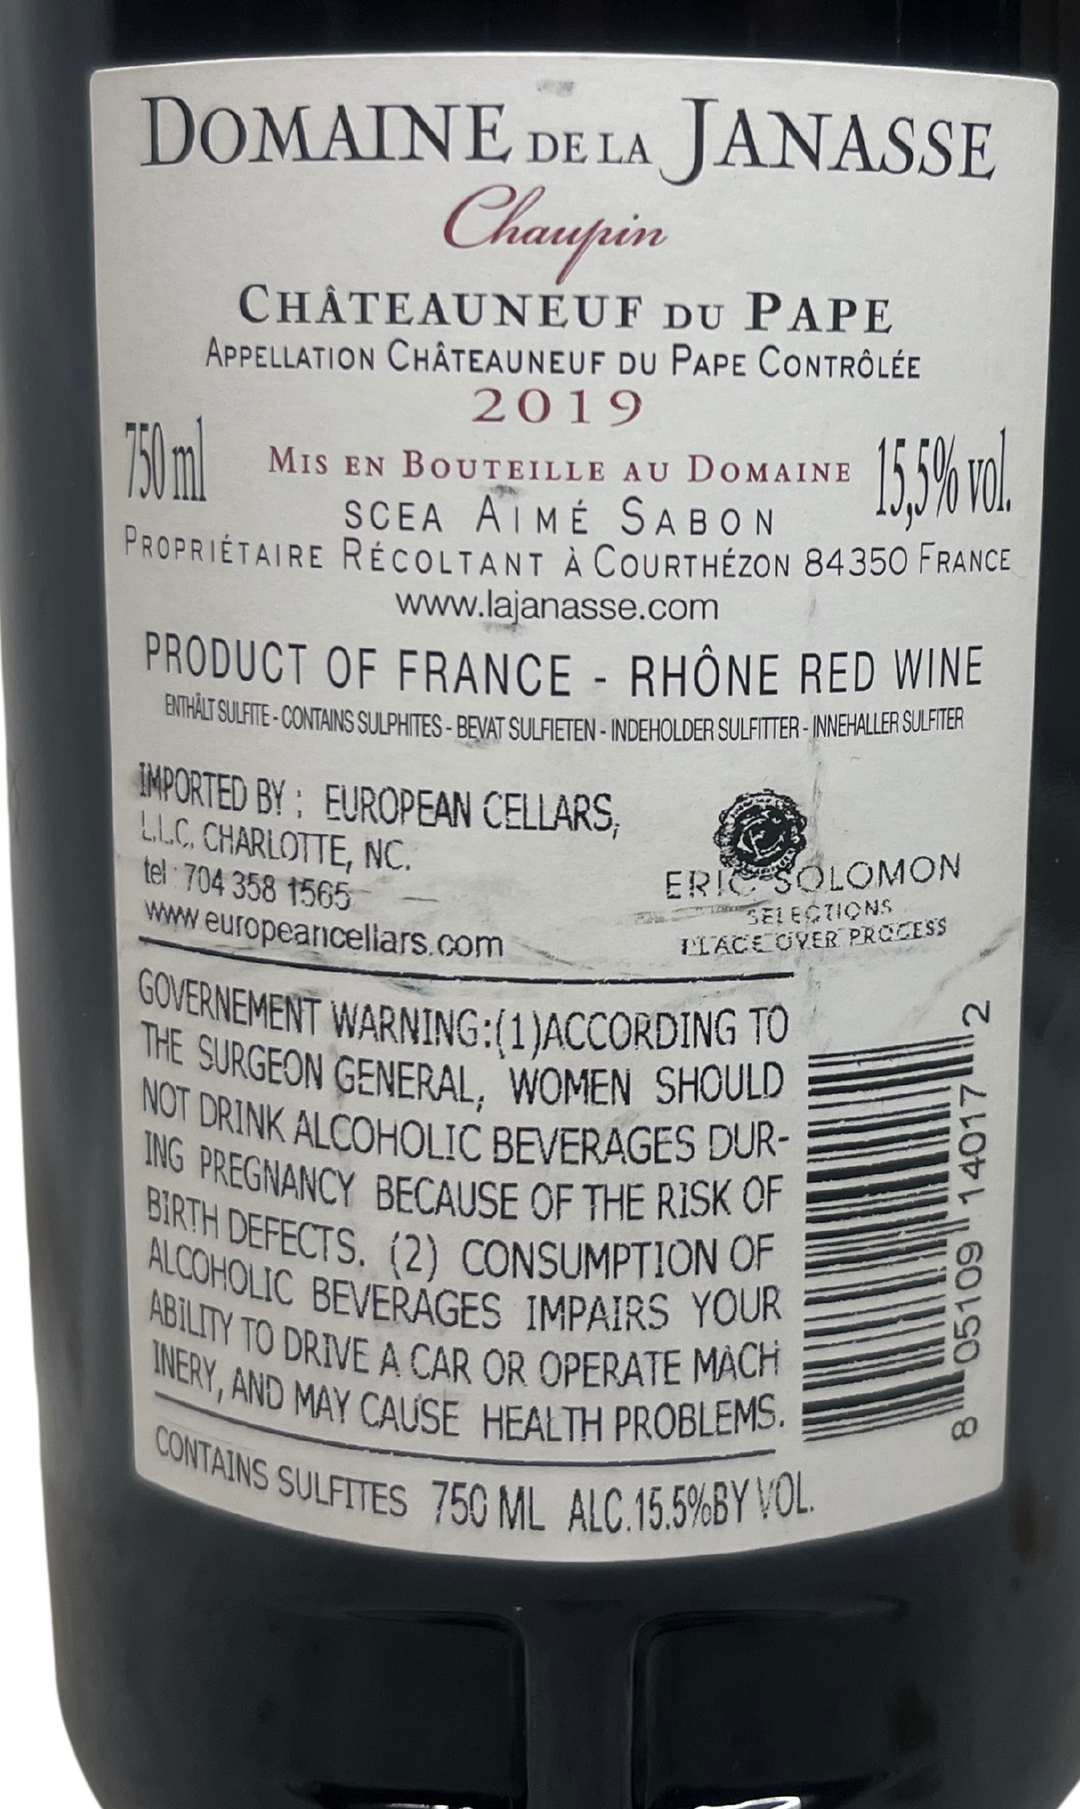 DOMAINE DE LA JANASSE
Chaupin
CHÂTEAUNEUF DU PAPE
APPELLATION CHÂTEAUNEUF DU PAPE CONTRÔLÉE
2019
750 ml
MIS EN BOUTEILLE AU DOMAINE
15,5% vol.
SCEA AIMÉ SABON
PROPRIÉTAIRE RÉCOLTANT À COURTHÉZON 84350 FRANCE
www.lajanasse.com
PRODUCT OF FRANCE - RHÔNE RED WINE
ENTHÄLT SULFITE - CONTAINS SULPHITES - BEVAT SULFIETEN - INDEHOLDER SULFITTER - INNEHALLER SULFITER
IMPORTED BY : EUROPEAN CELLARS,
L.L.C, CHARLOTTE, NC.
tel : 704 358 1565
www.europeancellars.com
ERIC SOLOMON
SELECTIONS
PLACE OVER PROCESS
GOVERNEMENT WARNING:(1)ACCORDING TO
THE SURGEON GENERAL, WOMEN SHOULD
NOT DRINK ALCOHOLIC BEVERAGES DUR-
ING PREGNANCY BECAUSE OF THE RISK OF
BIRTH DEFECTS. (2) CONSUMPTION OF
ALCOHOLIC BEVERAGES IMPAIRS YOUR
ABILITY TO DRIVE A CAR OR OPERATE MACH
INERY, AND MAY CAUSE HEALTH PROBLEMS.
8 05109 14017 2
CONTAINS SULFITES 750 ML ALC.15.5%BY VOL.